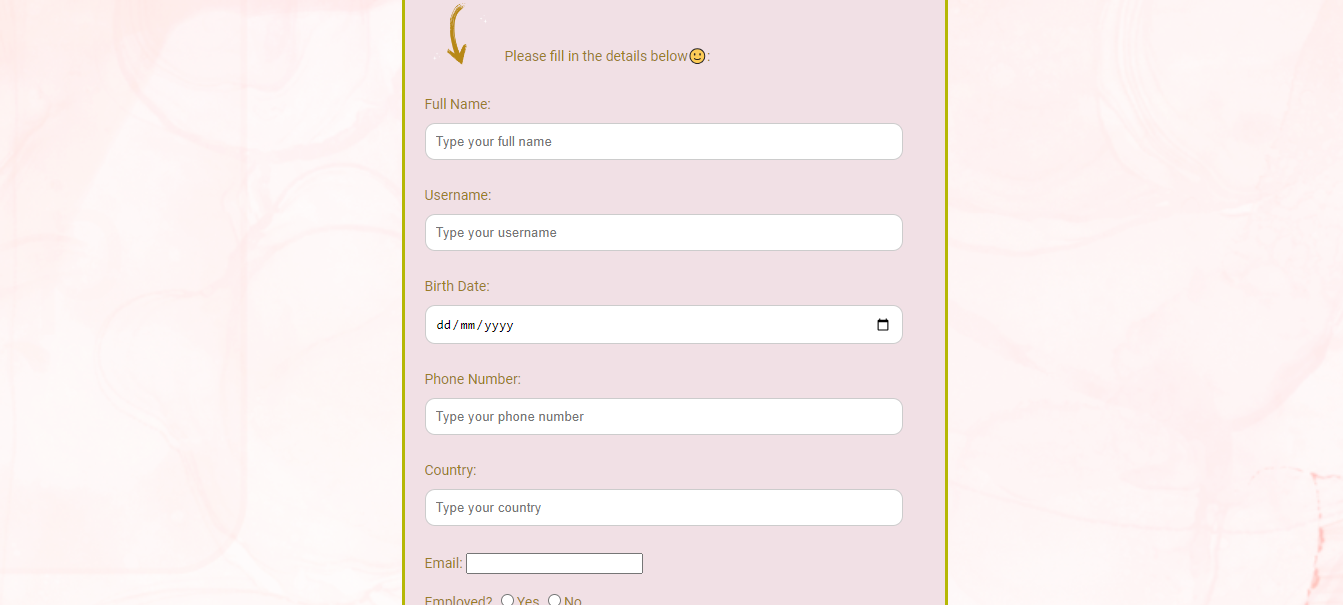 Please fill in the details below🙂:
Full Name:
Type your full name
Username:
Type your username
Birth Date:
dd/mm/yyyy
Phone Number:
Type your phone number
Country:
Type your country
Email:
Employed? Yes No